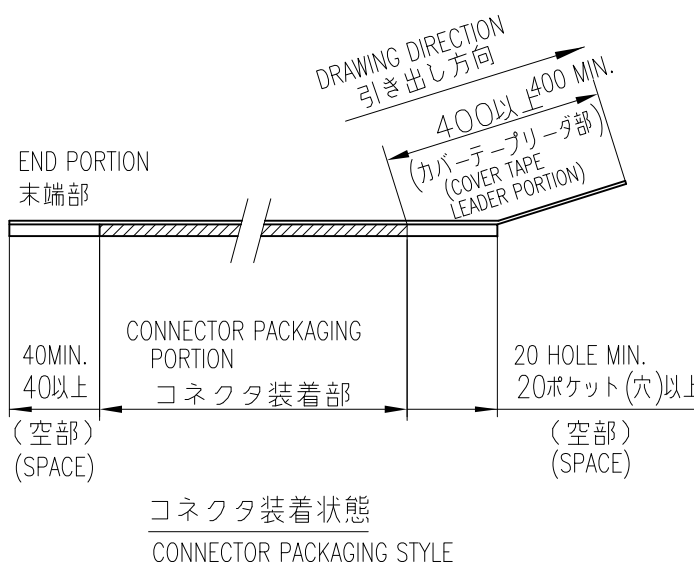 DRAWING DIRECTION
引き出し方向
400以上 400 MIN.
(カバーテープリーダ部)
(COVER TAPE
LEADER PORTION)
END PORTION
末端部
40MIN.
40以上
(空部)
(SPACE)
CONNECTOR PACKAGING
PORTION
コネクタ装着部
20 HOLE MIN.
20ポケット(穴)以上
(空部)
(SPACE)
コネクタ装着状態
CONNECTOR PACKAGING STYLE